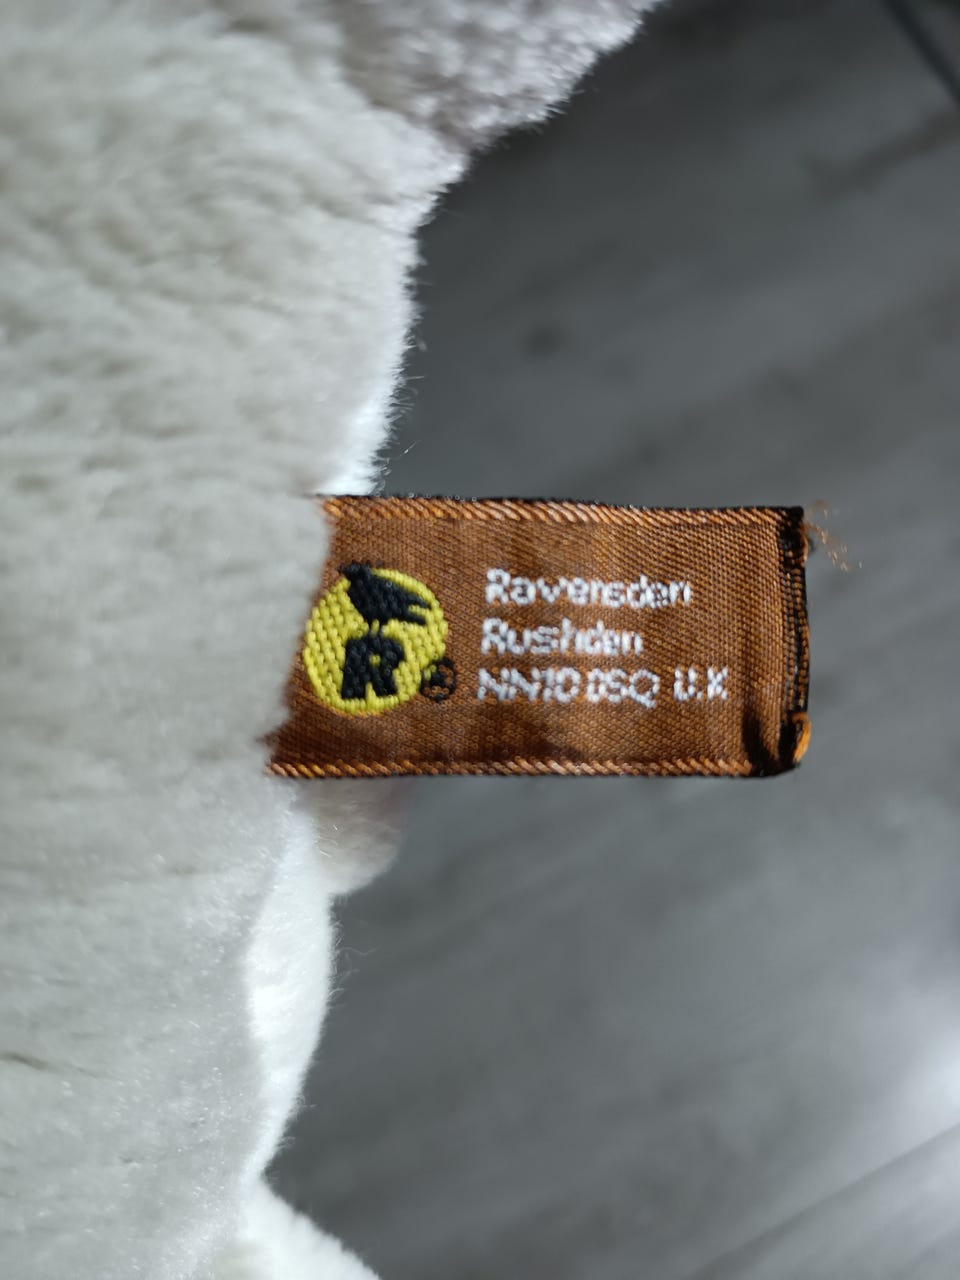 R
®
Ravensden
Rushden
NN10 0SQ U.K